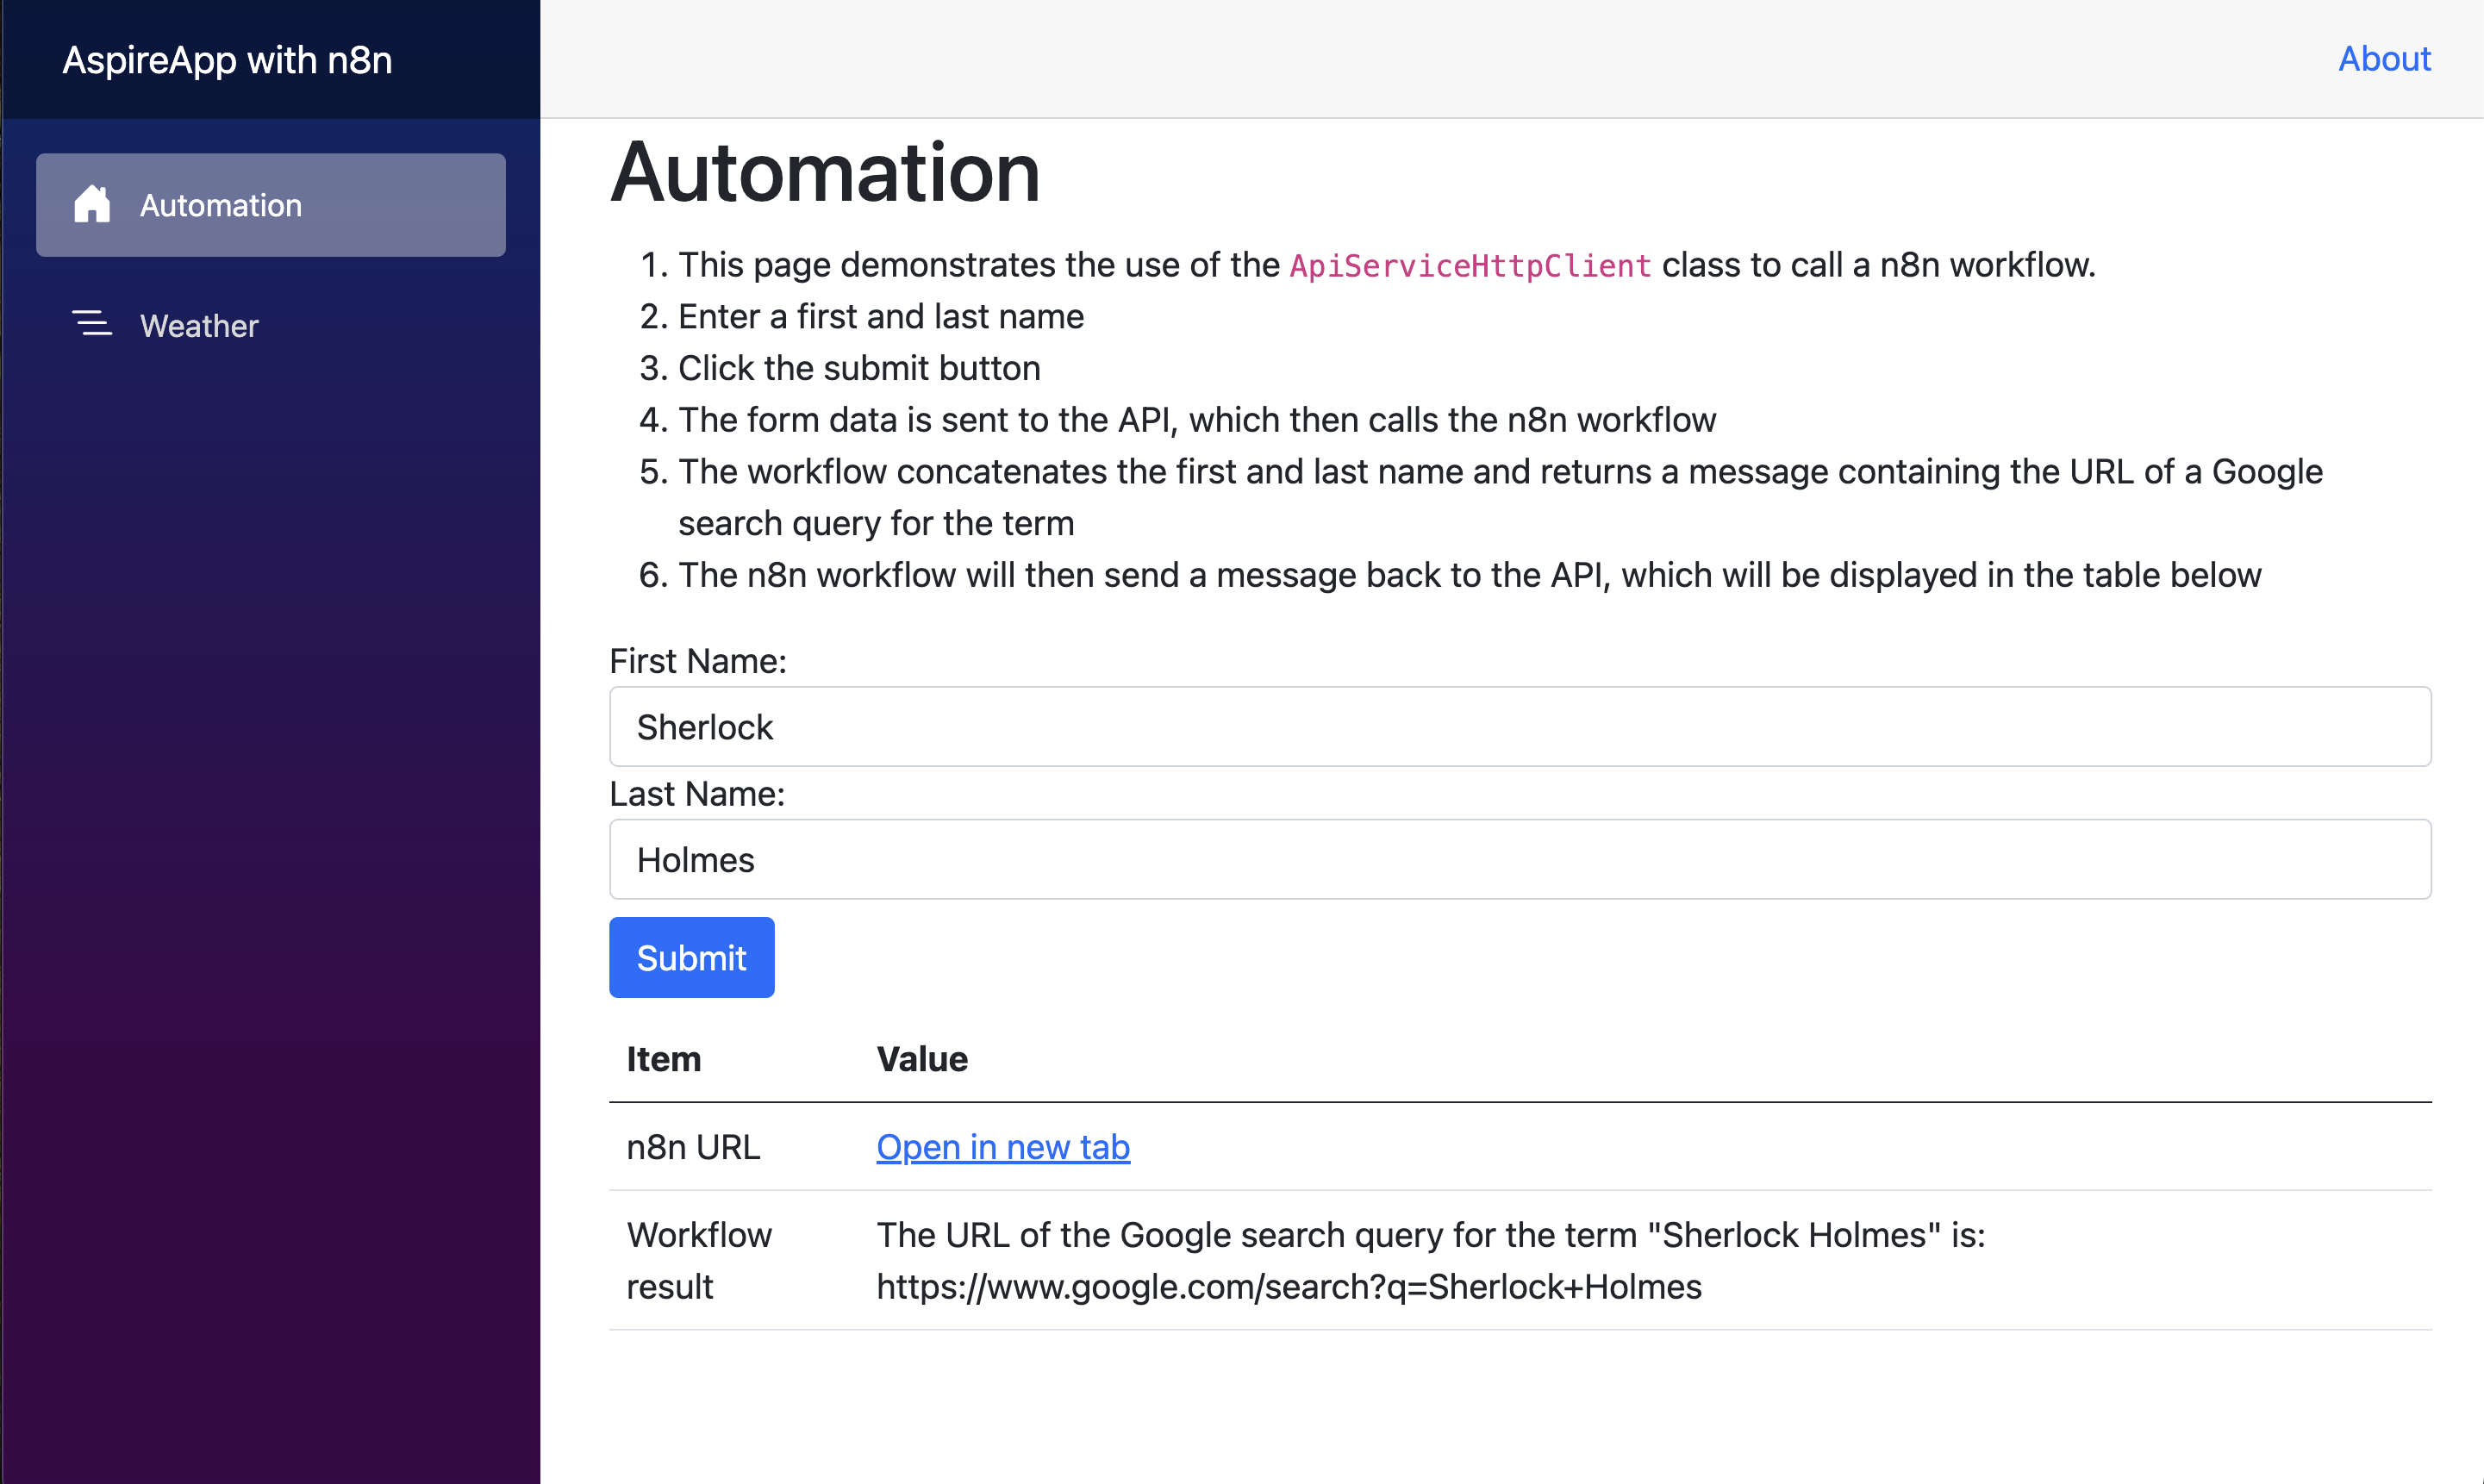 AspireApp with n8n
About
Automation
Weather
Automation
1. This page demonstrates the use of the ApiServiceHttpClient class to call a n8n workflow.
2. Enter a first and last name
3. Click the submit button
4. The form data is sent to the API, which then calls the n8n workflow
5. The workflow concatenates the first and last name and returns a message containing the URL of a Google
search query for the term
6. The n8n workflow will then send a message back to the API, which will be displayed in the table below
First Name:
Sherlock
Last Name:
Holmes
Submit
Item Value
n8n URL Open in new tab
Workflow The URL of the Google search query for the term "Sherlock Holmes" is:
result https://www.google.com/search?q=Sherlock+Holmes